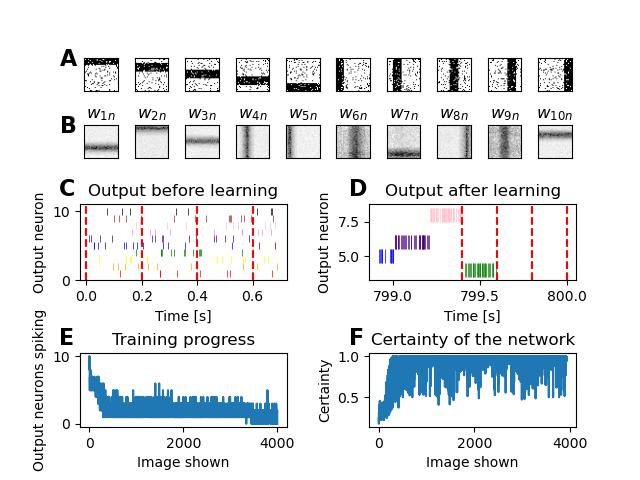 A
w1n w2n w3n w4n w5n w6n w7n w8n w9n w10n
B
C Output before learning
Output neuron
10
0
0.0 0.2 0.4 0.6
Time [s]
D Output after learning
Output neuron
7.5
5.0
799.0 799.5 800.0
Time [s]
E Training progress
Output neurons spiking
10
0
0 2000 4000
Image shown
F Certainty of the network
Certainty
1.0
0.5
0 2000 4000
Image shown